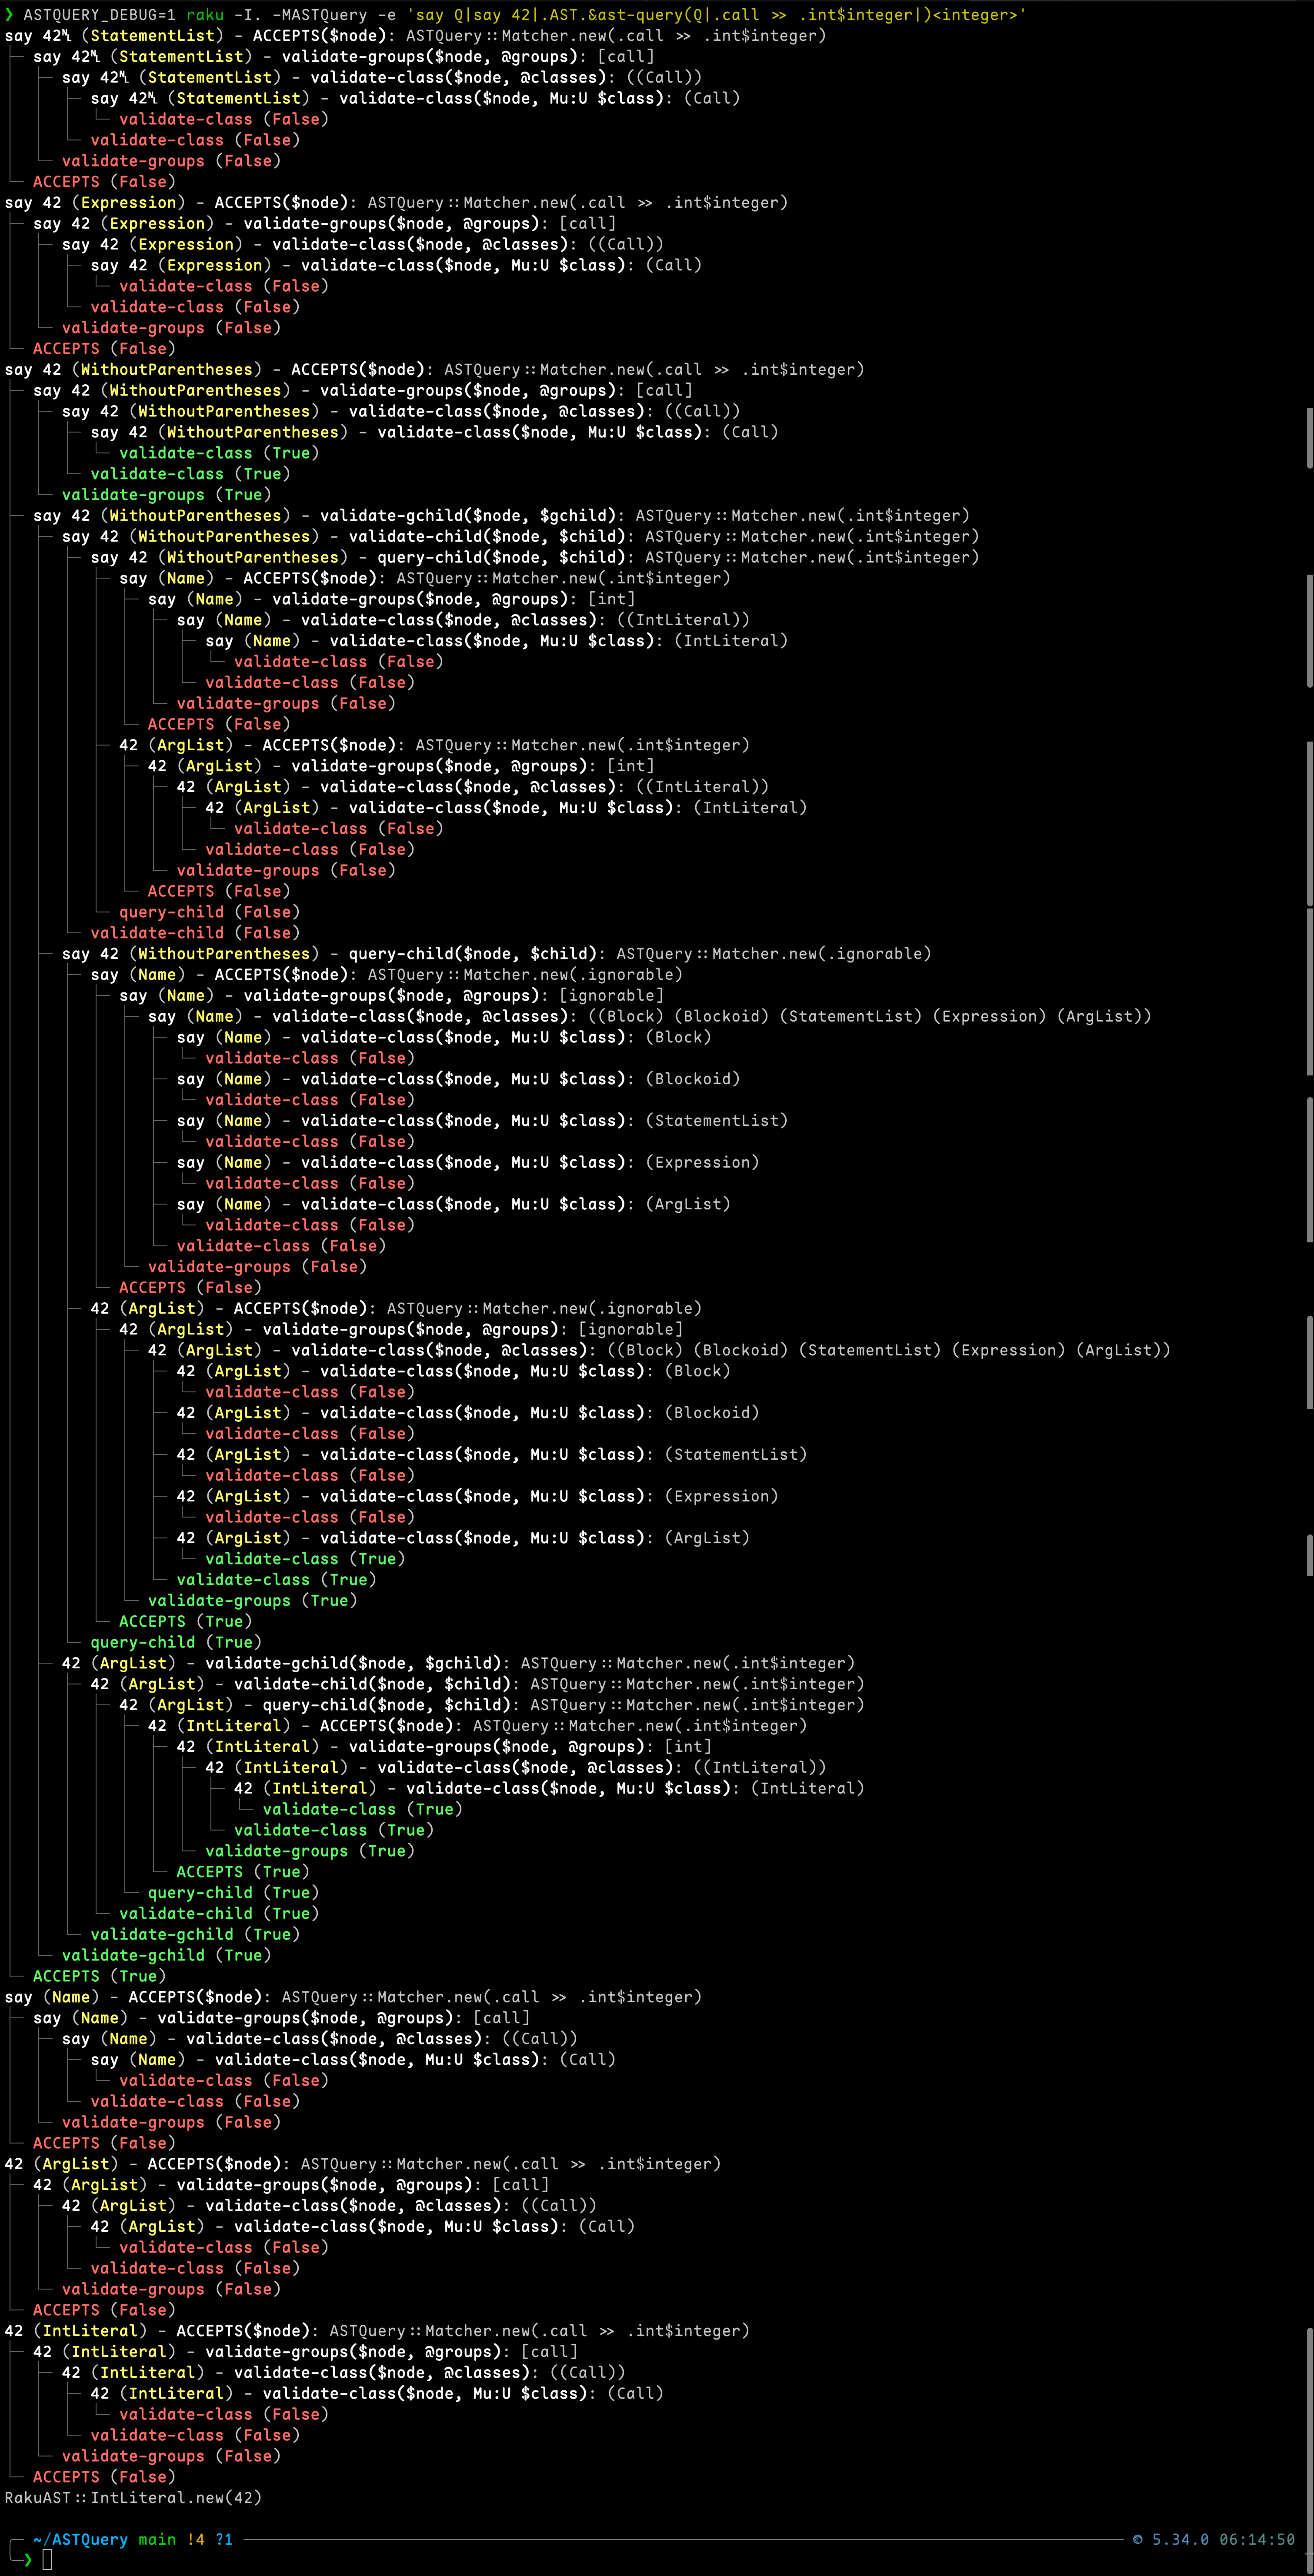 ❯ ASTQUERY_DEBUG=1 raku -I. -MASTQuery -e 'say Q|say 42|.AST.&ast-query(Q|.call >> .int$integer|)<integer>'
say 42␤ (StatementList) – ACCEPTS($node): ASTQuery::Matcher.new(.call >> .int$integer)
├─ say 42␤ (StatementList) – validate-groups($node, @groups): [call]
│  ├─ say 42␤ (StatementList) – validate-class($node, @classes): ((Call))
│  │  ├─ say 42␤ (StatementList) – validate-class($node, Mu:U $class): (Call)
│  │  │  └─ validate-class (False)
│  │  └─ validate-class (False)
│  └─ validate-groups (False)
└─ ACCEPTS (False)
say 42 (Expression) – ACCEPTS($node): ASTQuery::Matcher.new(.call >> .int$integer)
├─ say 42 (Expression) – validate-groups($node, @groups): [call]
│  ├─ say 42 (Expression) – validate-class($node, @classes): ((Call))
│  │  ├─ say 42 (Expression) – validate-class($node, Mu:U $class): (Call)
│  │  │  └─ validate-class (False)
│  │  └─ validate-class (False)
│  └─ validate-groups (False)
└─ ACCEPTS (False)
say 42 (WithoutParentheses) – ACCEPTS($node): ASTQuery::Matcher.new(.call >> .int$integer)
├─ say 42 (WithoutParentheses) – validate-groups($node, @groups): [call]
│  ├─ say 42 (WithoutParentheses) – validate-class($node, @classes): ((Call))
│  │  ├─ say 42 (WithoutParentheses) – validate-class($node, Mu:U $class): (Call)
│  │  │  └─ validate-class (True)
│  │  └─ validate-class (True)
│  └─ validate-groups (True)
├─ say 42 (WithoutParentheses) – validate-gchild($node, $gchild): ASTQuery::Matcher.new(.int$integer)
│  ├─ say 42 (WithoutParentheses) – validate-child($node, $child): ASTQuery::Matcher.new(.int$integer)
│  │  ├─ say 42 (WithoutParentheses) – query-child($node, $child): ASTQuery::Matcher.new(.int$integer)
│  │  │  ├─ say (Name) – ACCEPTS($node): ASTQuery::Matcher.new(.int$integer)
│  │  │  │  ├─ say (Name) – validate-groups($node, @groups): [int]
│  │  │  │  │  ├─ say (Name) – validate-class($node, @classes): ((IntLiteral))
│  │  │  │  │  │  ├─ say (Name) – validate-class($node, Mu:U $class): (IntLiteral)
│  │  │  │  │  │  │  └─ validate-class (False)
│  │  │  │  │  │  └─ validate-class (False)
│  │  │  │  │  └─ validate-groups (False)
│  │  │  │  └─ ACCEPTS (False)
│  │  │  ├─ 42 (ArgList) – ACCEPTS($node): ASTQuery::Matcher.new(.int$integer)
│  │  │  │  ├─ 42 (ArgList) – validate-groups($node, @groups): [int]
│  │  │  │  │  ├─ 42 (ArgList) – validate-class($node, @classes): ((IntLiteral))
│  │  │  │  │  │  ├─ 42 (ArgList) – validate-class($node, Mu:U $class): (IntLiteral)
│  │  │  │  │  │  │  └─ validate-class (False)
│  │  │  │  │  │  └─ validate-class (False)
│  │  │  │  │  └─ validate-groups (False)
│  │  │  │  └─ ACCEPTS (False)
│  │  │  └─ query-child (False)
│  │  └─ validate-child (False)
│  ├─ say 42 (WithoutParentheses) – query-child($node, $child): ASTQuery::Matcher.new(.ignorable)
│  │  ├─ say (Name) – ACCEPTS($node): ASTQuery::Matcher.new(.ignorable)
│  │  │  ├─ say (Name) – validate-groups($node, @groups): [ignorable]
│  │  │  │  ├─ say (Name) – validate-class($node, @classes): ((Block) (Blockoid) (StatementList) (Expression) (ArgList))
│  │  │  │  │  ├─ say (Name) – validate-class($node, Mu:U $class): (Block)
│  │  │  │  │  │  └─ validate-class (False)
│  │  │  │  │  ├─ say (Name) – validate-class($node, Mu:U $class): (Blockoid)
│  │  │  │  │  │  └─ validate-class (False)
│  │  │  │  │  ├─ say (Name) – validate-class($node, Mu:U $class): (StatementList)
│  │  │  │  │  │  └─ validate-class (False)
│  │  │  │  │  ├─ say (Name) – validate-class($node, Mu:U $class): (Expression)
│  │  │  │  │  │  └─ validate-class (False)
│  │  │  │  │  ├─ say (Name) – validate-class($node, Mu:U $class): (ArgList)
│  │  │  │  │  │  └─ validate-class (False)
│  │  │  │  │  └─ validate-class (False)
│  │  │  │  └─ validate-groups (False)
│  │  │  └─ ACCEPTS (False)
│  │  ├─ 42 (ArgList) – ACCEPTS($node): ASTQuery::Matcher.new(.ignorable)
│  │  │  ├─ 42 (ArgList) – validate-groups($node, @groups): [ignorable]
│  │  │  │  ├─ 42 (ArgList) – validate-class($node, @classes): ((Block) (Blockoid) (StatementList) (Expression) (ArgList))
│  │  │  │  │  ├─ 42 (ArgList) – validate-class($node, Mu:U $class): (Block)
│  │  │  │  │  │  └─ validate-class (False)
│  │  │  │  │  ├─ 42 (ArgList) – validate-class($node, Mu:U $class): (Blockoid)
│  │  │  │  │  │  └─ validate-class (False)
│  │  │  │  │  ├─ 42 (ArgList) – validate-class($node, Mu:U $class): (StatementList)
│  │  │  │  │  │  └─ validate-class (False)
│  │  │  │  │  ├─ 42 (ArgList) – validate-class($node, Mu:U $class): (Expression)
│  │  │  │  │  │  └─ validate-class (False)
│  │  │  │  │  ├─ 42 (ArgList) – validate-class($node, Mu:U $class): (ArgList)
│  │  │  │  │  │  └─ validate-class (True)
│  │  │  │  │  └─ validate-class (True)
│  │  │  │  └─ validate-groups (True)
│  │  │  └─ ACCEPTS (True)
│  │  └─ query-child (True)
│  ├─ 42 (ArgList) – validate-gchild($node, $gchild): ASTQuery::Matcher.new(.int$integer)
│  │  ├─ 42 (ArgList) – validate-child($node, $child): ASTQuery::Matcher.new(.int$integer)
│  │  │  ├─ 42 (ArgList) – query-child($node, $child): ASTQuery::Matcher.new(.int$integer)
│  │  │  │  ├─ 42 (IntLiteral) – ACCEPTS($node): ASTQuery::Matcher.new(.int$integer)
│  │  │  │  │  ├─ 42 (IntLiteral) – validate-groups($node, @groups): [int]
│  │  │  │  │  │  ├─ 42 (IntLiteral) – validate-class($node, @classes): ((IntLiteral))
│  │  │  │  │  │  │  ├─ 42 (IntLiteral) – validate-class($node, Mu:U $class): (IntLiteral)
│  │  │  │  │  │  │  │  └─ validate-class (True)
│  │  │  │  │  │  │  └─ validate-class (True)
│  │  │  │  │  │  └─ validate-groups (True)
│  │  │  │  │  └─ ACCEPTS (True)
│  │  │  │  └─ query-child (True)
│  │  │  └─ validate-child (True)
│  │  └─ validate-gchild (True)
│  └─ validate-gchild (True)
└─ ACCEPTS (True)
say (Name) – ACCEPTS($node): ASTQuery::Matcher.new(.call >> .int$integer)
├─ say (Name) – validate-groups($node, @groups): [call]
│  ├─ say (Name) – validate-class($node, @classes): ((Call))
│  │  ├─ say (Name) – validate-class($node, Mu:U $class): (Call)
│  │  │  └─ validate-class (False)
│  │  └─ validate-class (False)
│  └─ validate-groups (False)
└─ ACCEPTS (False)
42 (ArgList) – ACCEPTS($node): ASTQuery::Matcher.new(.call >> .int$integer)
├─ 42 (ArgList) – validate-groups($node, @groups): [call]
│  ├─ 42 (ArgList) – validate-class($node, @classes): ((Call))
│  │  ├─ 42 (ArgList) – validate-class($node, Mu:U $class): (Call)
│  │  │  └─ validate-class (False)
│  │  └─ validate-class (False)
│  └─ validate-groups (False)
└─ ACCEPTS (False)
42 (IntLiteral) – ACCEPTS($node): ASTQuery::Matcher.new(.call >> .int$integer)
├─ 42 (IntLiteral) – validate-groups($node, @groups): [call]
│  ├─ 42 (IntLiteral) – validate-class($node, @classes): ((Call))
│  │  ├─ 42 (IntLiteral) – validate-class($node, Mu:U $class): (Call)
│  │  │  └─ validate-class (False)
│  │  └─ validate-class (False)
│  └─ validate-groups (False)
└─ ACCEPTS (False)
RakuAST::IntLiteral.new(42)
~/ASTQuery main !4 ?1 5.34.0 06:14:50
❯